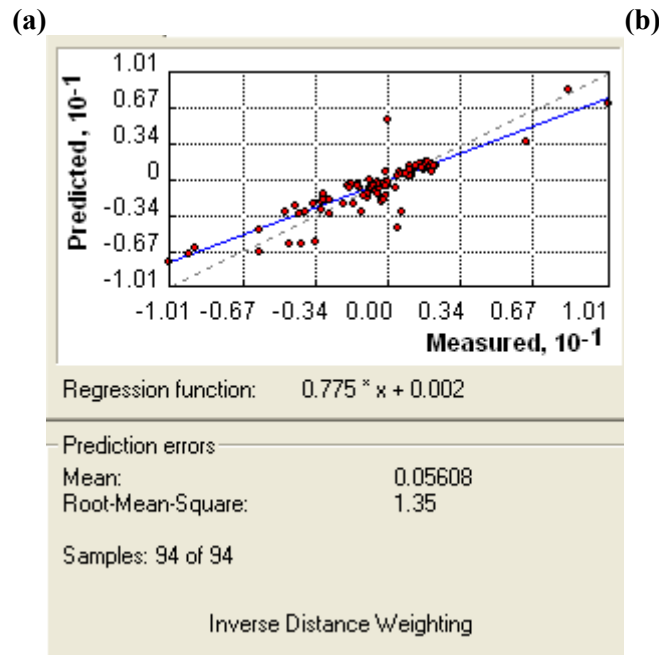 (a) (b)
Predicted, 10-1
1.01
0.67
0.34
0
-0.34
-0.67
-1.01
-1.01 -0.67 -0.34 0.00 0.34 0.67 1.01
Measured, 10-1
Regression function: 0.775 * x + 0.002
Prediction errors
Mean: 0.05608
Root-Mean-Square: 1.35
Samples: 94 of 94
Inverse Distance Weighting